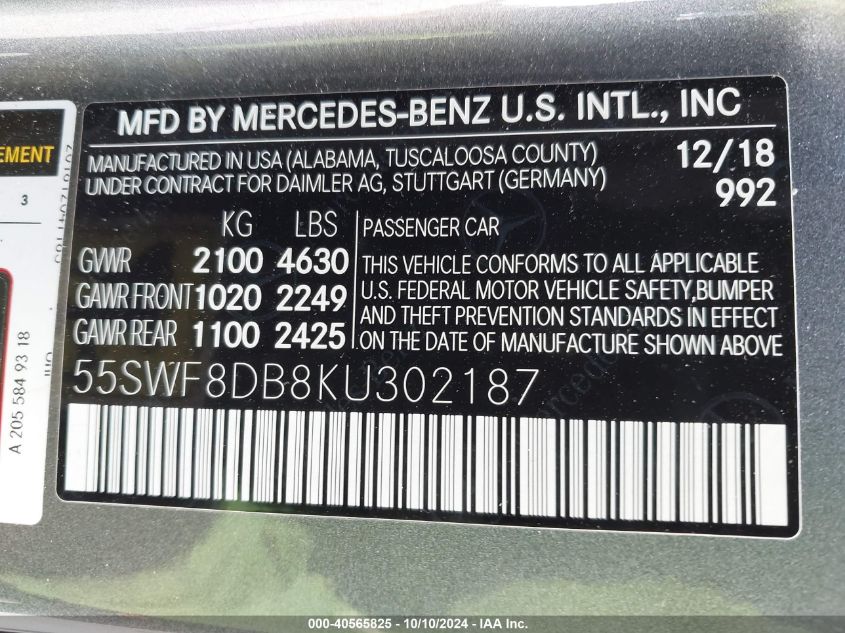 MFD BY MERCEDES-BENZ U.S. INTL., INC
MANUFACTURED IN USA (ALABAMA, TUSCALOOSA COUNTY)
UNDER CONTRACT FOR DAIMLER AG, STUTTGART (GERMANY)
12/18
992
KG LBS
GVWR 2100 4630
GAWR FRONT 1020 2249
GAWR REAR 1100 2425
PASSENGER CAR
THIS VEHICLE CONFORMS TO ALL APPLICABLE
U.S. FEDERAL MOTOR VEHICLE SAFETY,BUMPER
AND THEFT PREVENTION STANDARDS IN EFFECT
ON THE DATE OF MANUFACTURE SHOWN ABOVE
55SWF8DB8KU302187
3
A 205 584 93 18
000-40565825 - 10/10/2024 - IAA Inc.